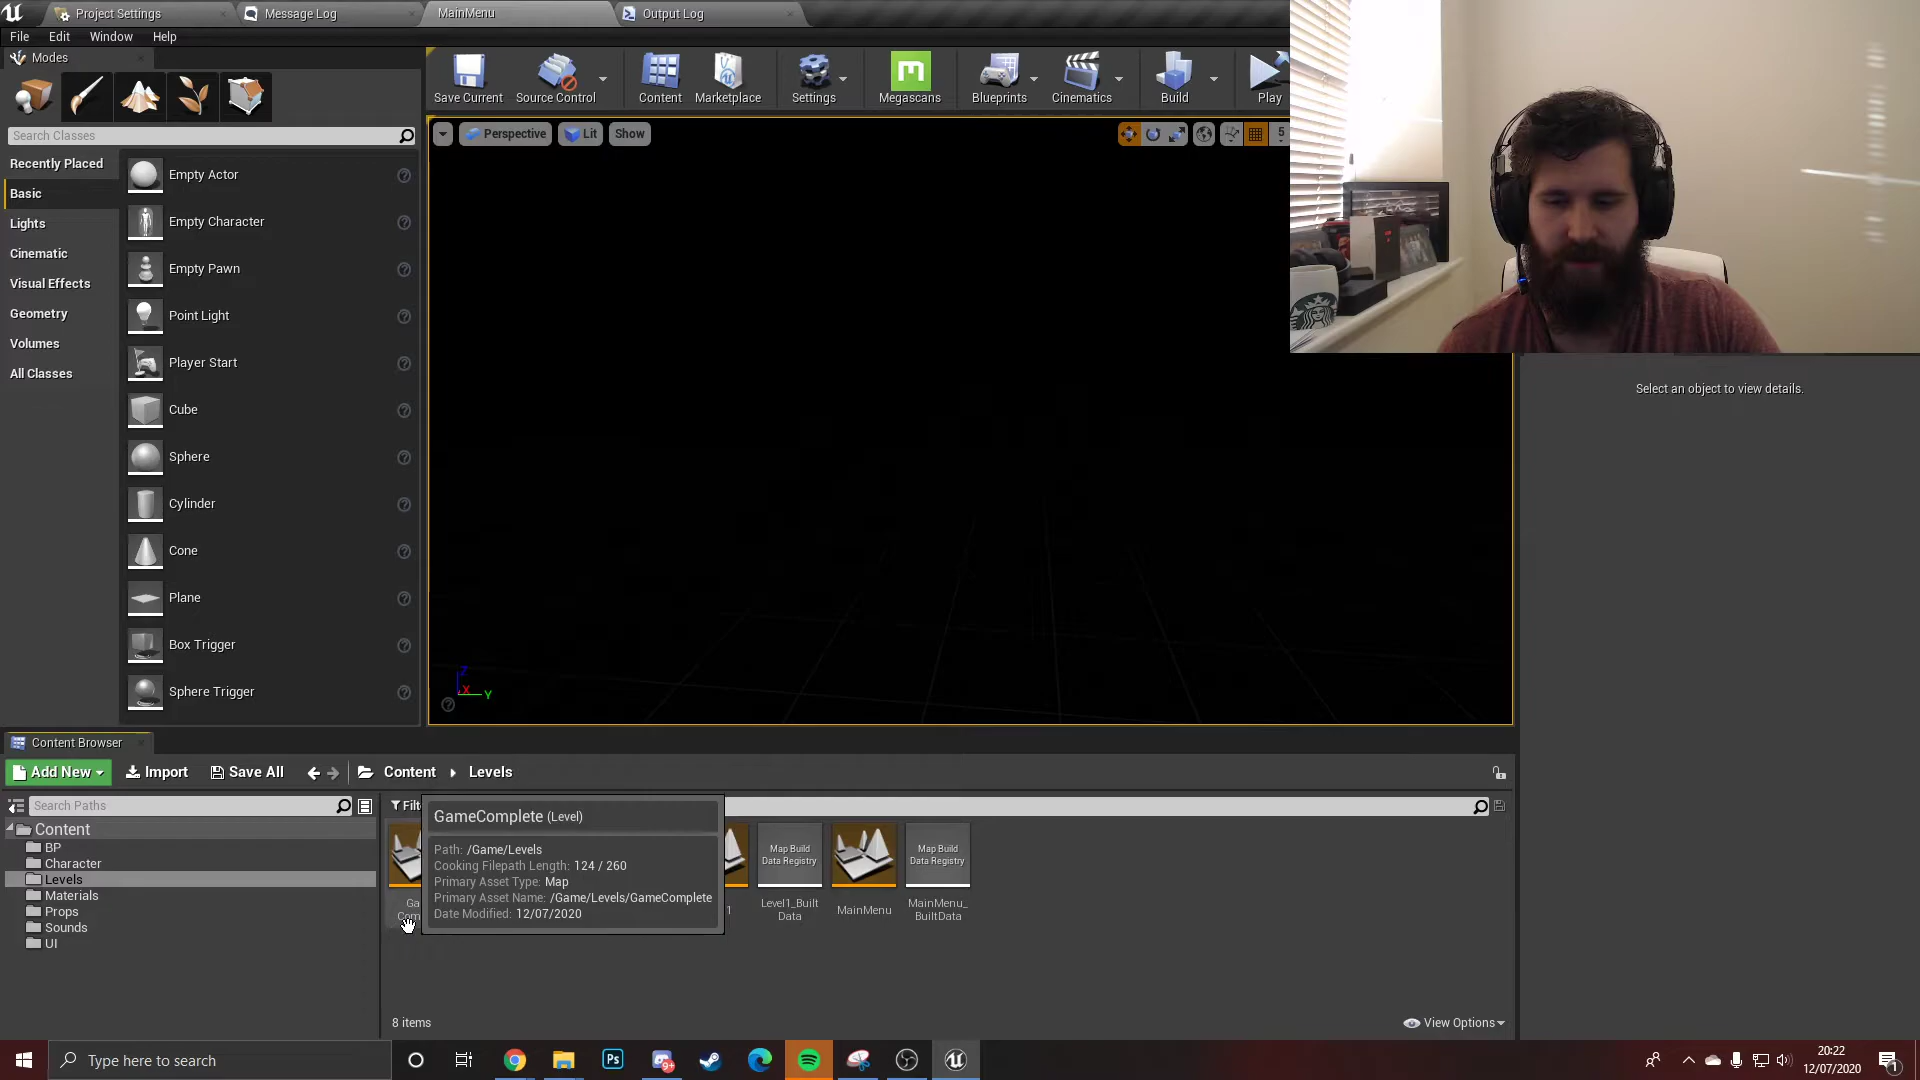 Project Settings
Message Log
MainMenu
Output Log
File
Edit
Window
Help
Modes
Save Current
Source Control
Content
Marketplace
Settings
Megascans
Blueprints
Cinematics
Build
Play
Search Classes
Perspective
Lit
Show
5
Recently Placed
Basic
Lights
Cinematic
Visual Effects
Geometry
Volumes
All Classes
Empty Actor
Empty Character
Empty Pawn
Point Light
Player Start
Cube
Sphere
Cylinder
Cone
Plane
Box Trigger
Sphere Trigger
Select an object to view details.
Z
X
Y
Content Browser
Add New
Import
Save All
Content
Levels
Search Paths
Content
BP
Character
Levels
Materials
Props
Sounds
UI
GameComplete (Level)
Path: /Game/Levels
Cooking Filepath Length: 124 / 260
Primary Asset Type: Map
Primary Asset Name: /Game/Levels/GameComplete
Date Modified: 12/07/2020
Map Build
Data Registry
Level1_Built
Data
MainMenu
Map Build
Data Registry
MainMenu_
BuiltData
8 items
View Options
Type here to search
20:22
12/07/2020